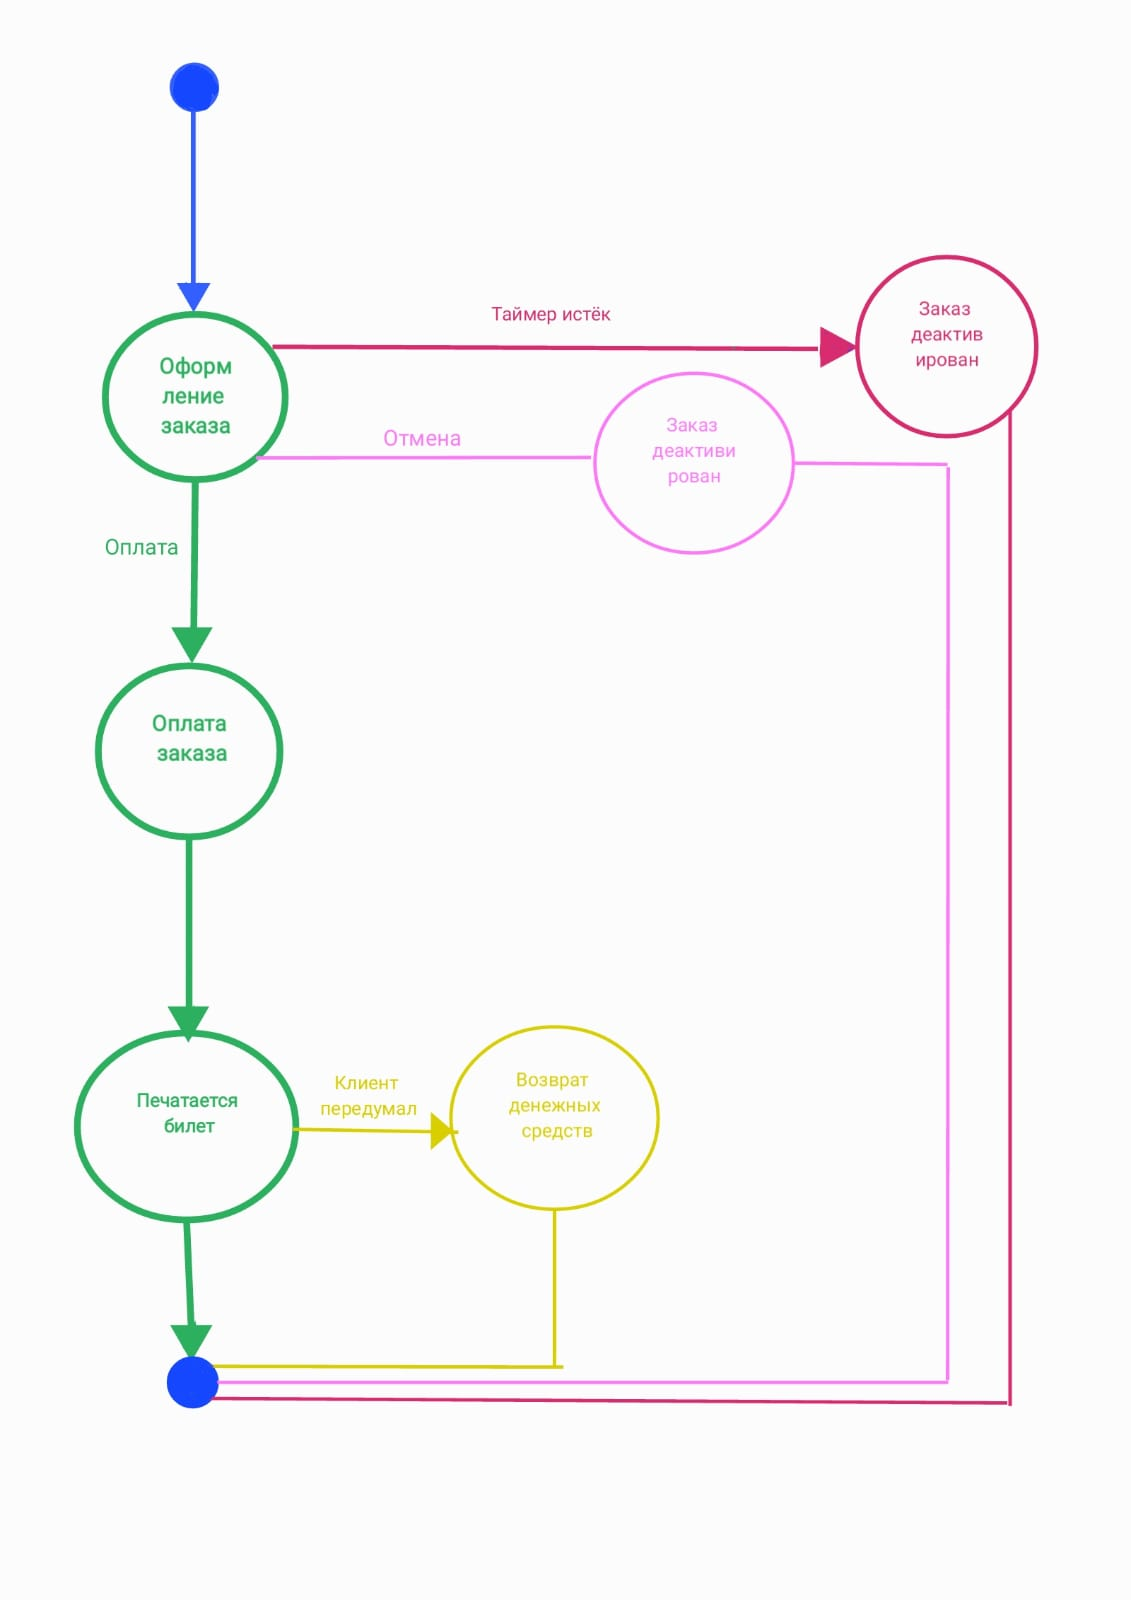 Таймер истёк
Заказ
деактив
ирован
Оформ
ление
заказа
Отмена
Заказ
деактиви
рован
Оплата
Оплата
заказа
Печатается
билет
Клиент
передумал
Возврат
денежных
средств